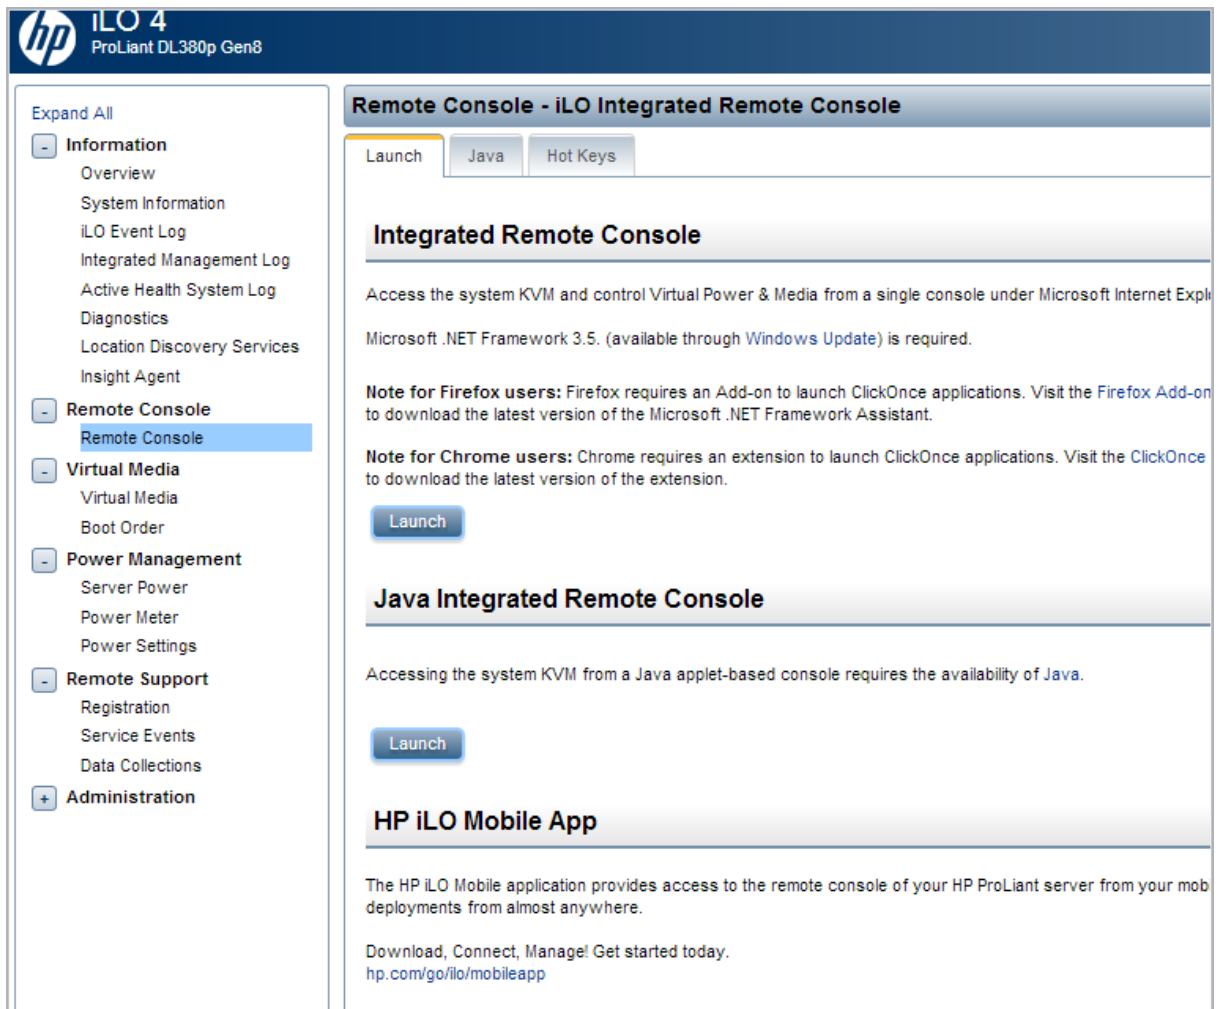 hp
iLO 4
ProLiant DL380p Gen8
Expand All
- Information
Overview
System Information
iLO Event Log
Integrated Management Log
Active Health System Log
Diagnostics
Location Discovery Services
Insight Agent
- Remote Console
Remote Console
- Virtual Media
Virtual Media
Boot Order
- Power Management
Server Power
Power Meter
Power Settings
- Remote Support
Registration
Service Events
Data Collections
+ Administration
Remote Console - iLO Integrated Remote Console
Launch Java Hot Keys
Integrated Remote Console
Access the system KVM and control Virtual Power & Media from a single console under Microsoft Internet
Microsoft .NET Framework 3.5. (available through Windows Update) is required.
Note for Firefox users: Firefox requires an Add-on to launch ClickOnce applications. Visit the Firefox Add-on
to download the latest version of the Microsoft .NET Framework Assistant.
Note for Chrome users: Chrome requires an extension to launch ClickOnce applications. Visit the ClickOnce
to download the latest version of the extension.
Launch
Java Integrated Remote Console
Accessing the system KVM from a Java applet-based console requires the availability of Java.
Launch
HP iLO Mobile App
The HP iLO Mobile application provides access to the remote console of your HP ProLiant server from your mob
deployments from almost anywhere.
Download, Connect, Manage! Get started today.
hp.com/go/ilo/mobileapp